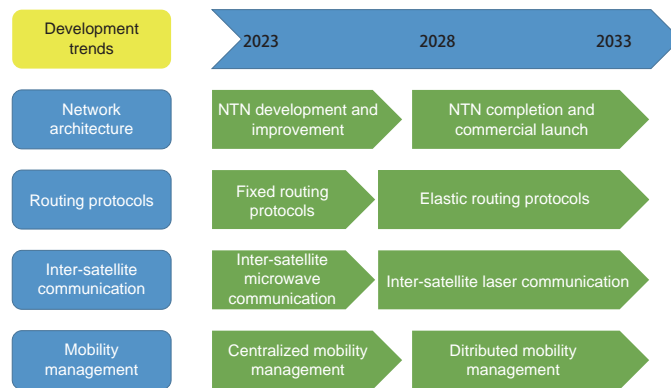 Development
trends
2023 2028 2033
Network
architecture
NTN development and
improvement
NTN completion and
commercial launch
Routing protocols
Fixed routing
protocols
Elastic routing protocols
Inter-satellite
communication
Inter-satellite
microwave
communication
Inter-satellite laser communication
Mobility
management
Centralized mobility
management
Ditributed mobility
management